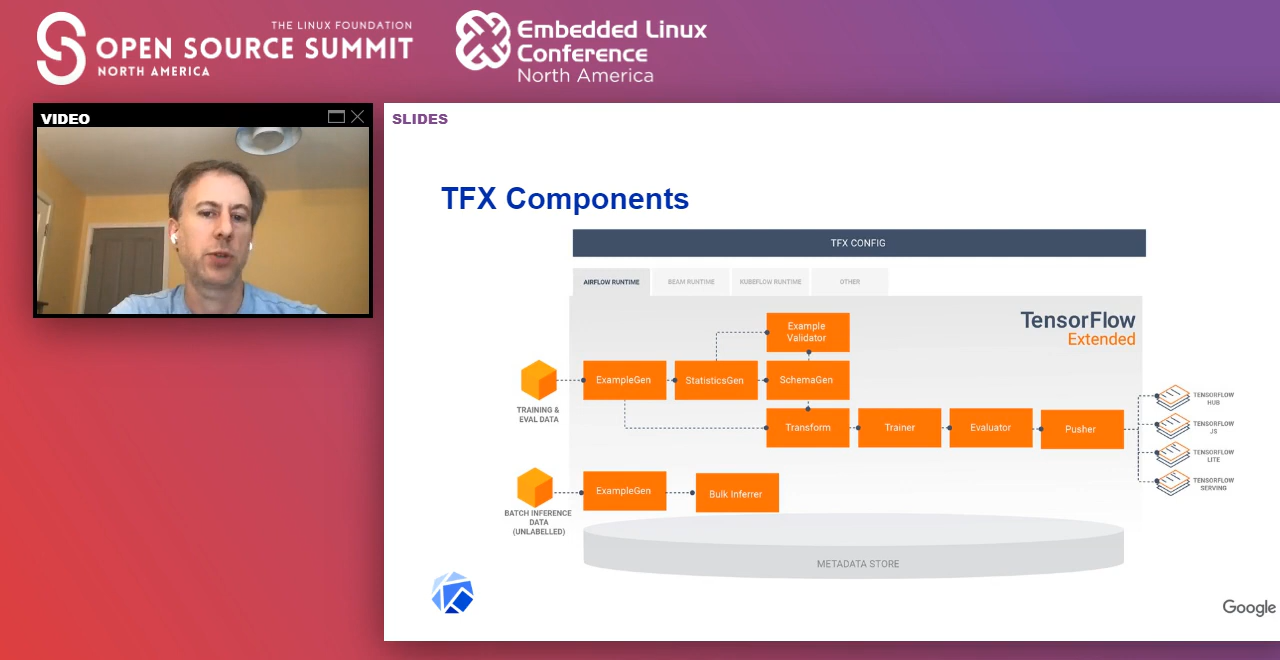 THE LINUX FOUNDATION
OPEN SOURCE SUMMIT
NORTH AMERICA
Embedded Linux
Conference
North America
VIDEO
SLIDES
TFX Components
TFX CONFIG
AIRFLOW RUNTIME
BEAM RUNTIME
KUBEFLOW RUNTIME
OTHER
TensorFlow
Extended
Example
Validator
ExampleGen
StatisticsGen
SchemaGen
TRAINING &
EVAL DATA
Transform
Trainer
Evaluator
Pusher
TENSORFLOW
HUB
TENSORFLOW
JS
TENSORFLOW
LITE
TENSORFLOW
SERVING
ExampleGen
Bulk Inferrer
BATCH INFERENCE
DATA
(UNLABELLED)
METADATA STORE
Google